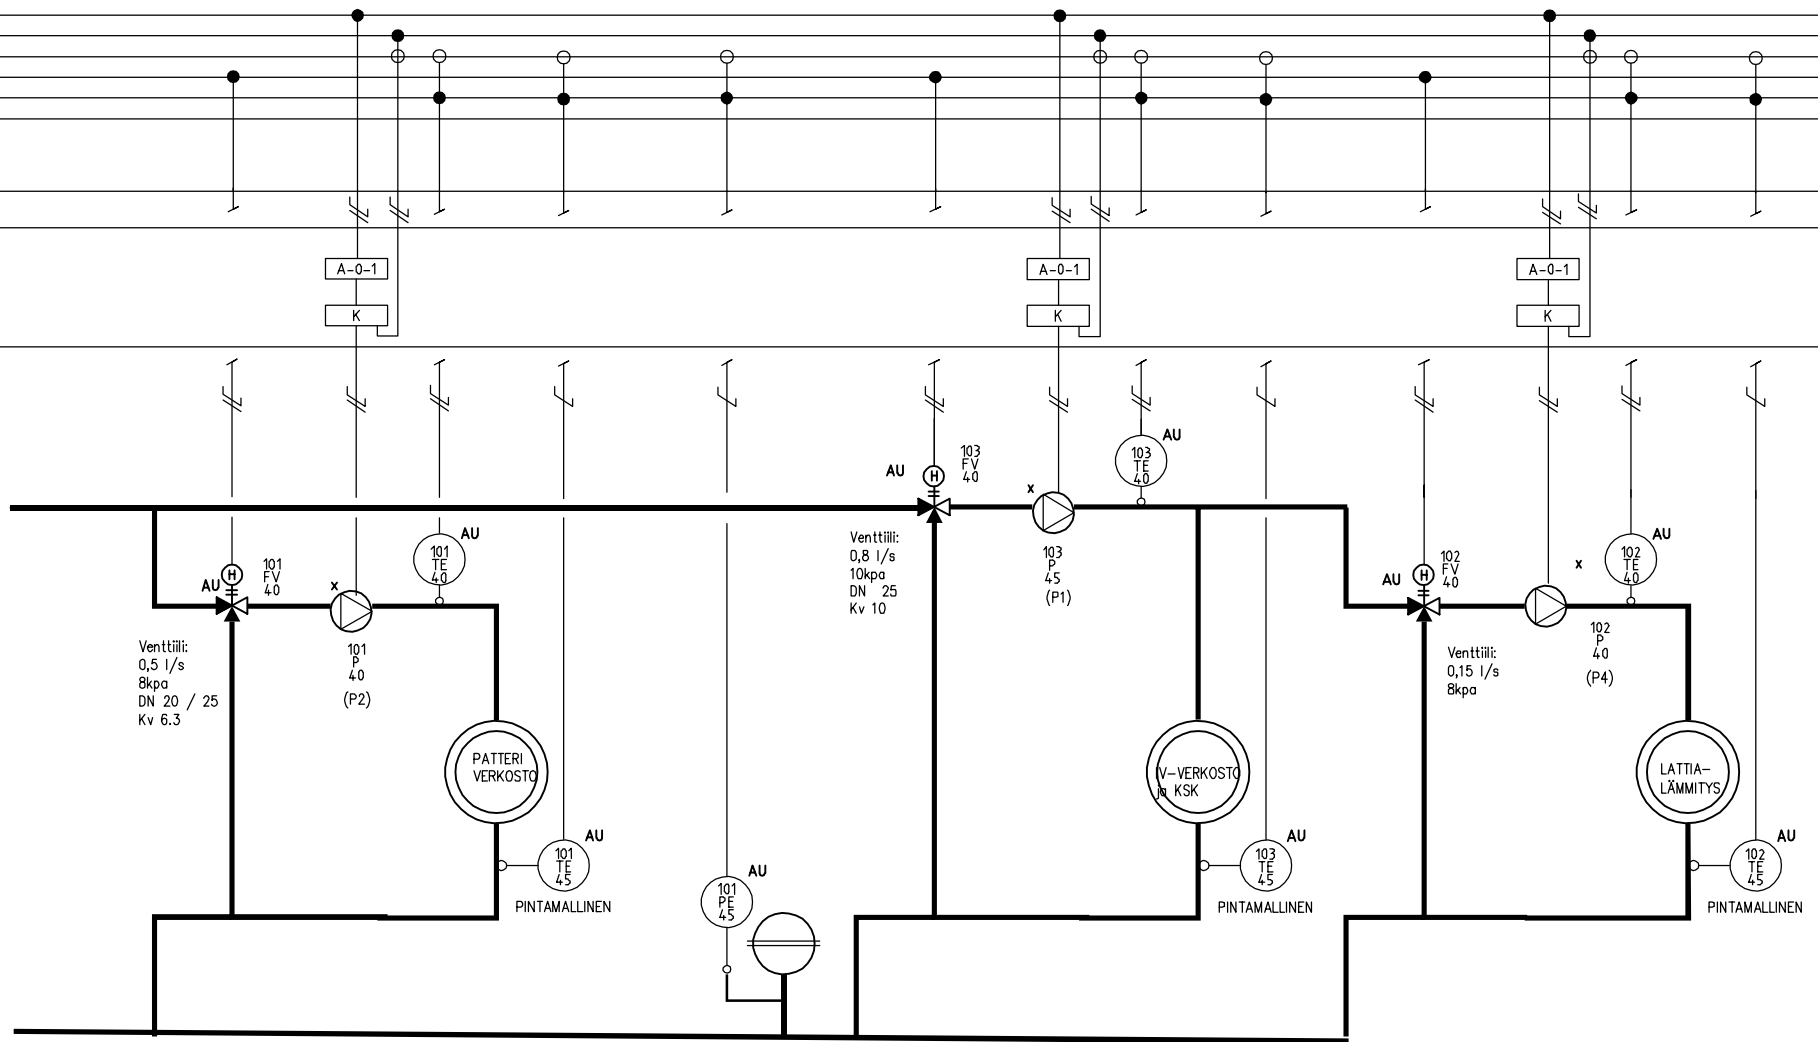 A-0-1
A-0-1
A-0-1
K
K
K
AU
103
FV
40
H
x
103
TE
40
AU
Venttiili:
0,8 l/s
10kpa
DN 25
Kv 10
103
P
45
(P1)
AU
101
FV
40
H
x
101
TE
40
AU
Venttiili:
0,5 l/s
8kpa
DN 20 / 25
Kv 6.3
101
P
40
(P2)
AU
102
FV
40
H
x
102
TE
40
AU
Venttiili:
0,15 l/s
8kpa
102
P
40
(P4)
PATTERI
VERKOSTO
IV-VERKOSTO
ja KSK
LATTIA-
LÄMMITYS
AU
101
TE
45
PINTAMALLINEN
AU
101
PE
45
AU
103
TE
45
PINTAMALLINEN
AU
102
TE
45
PINTAMALLINEN